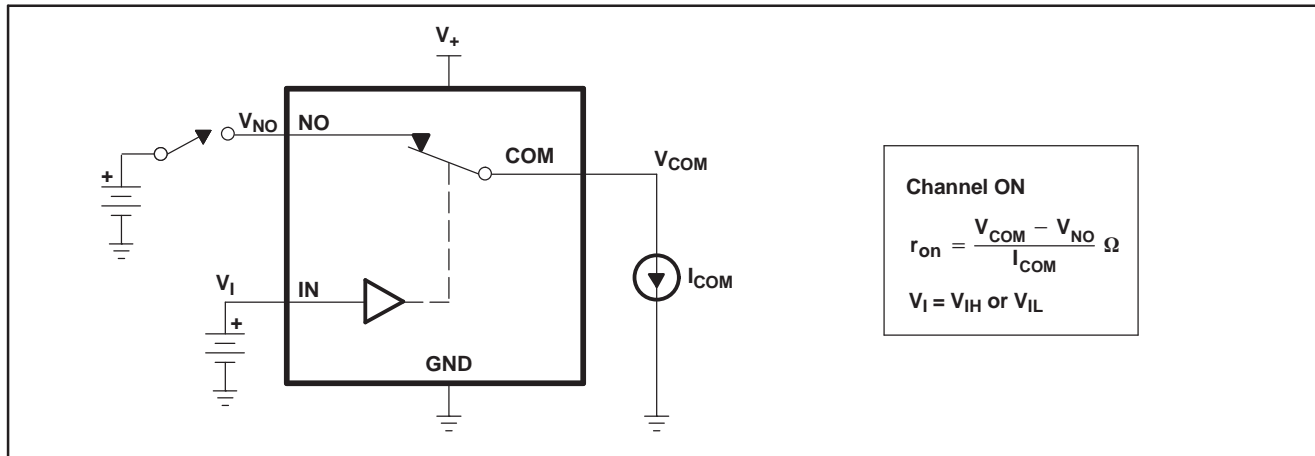 V+
VNO NO
COM
VCOM
+
VI
IN
+
ICOM
GND
Channel ON
ron = VCOM − VNO / ICOM Ω
VI = VIH or VIL